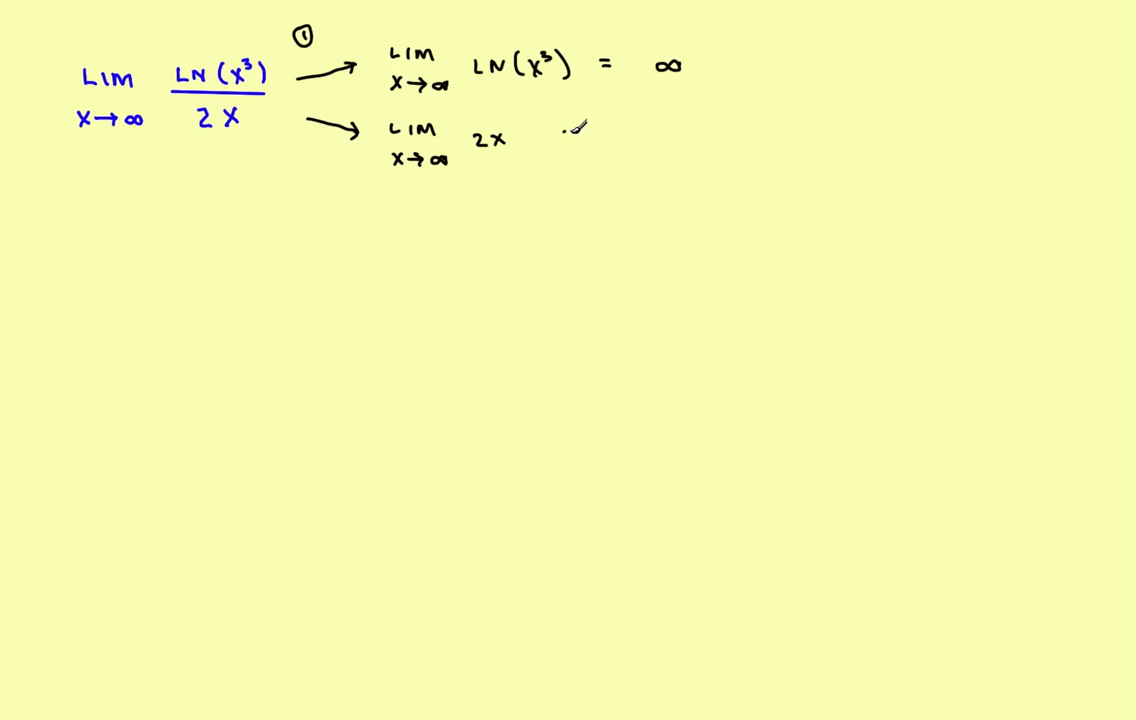 ①
LIM x→∞ LN(x³)/2x
LIM x→∞ LN(x³) = ∞
LIM x→∞ 2x